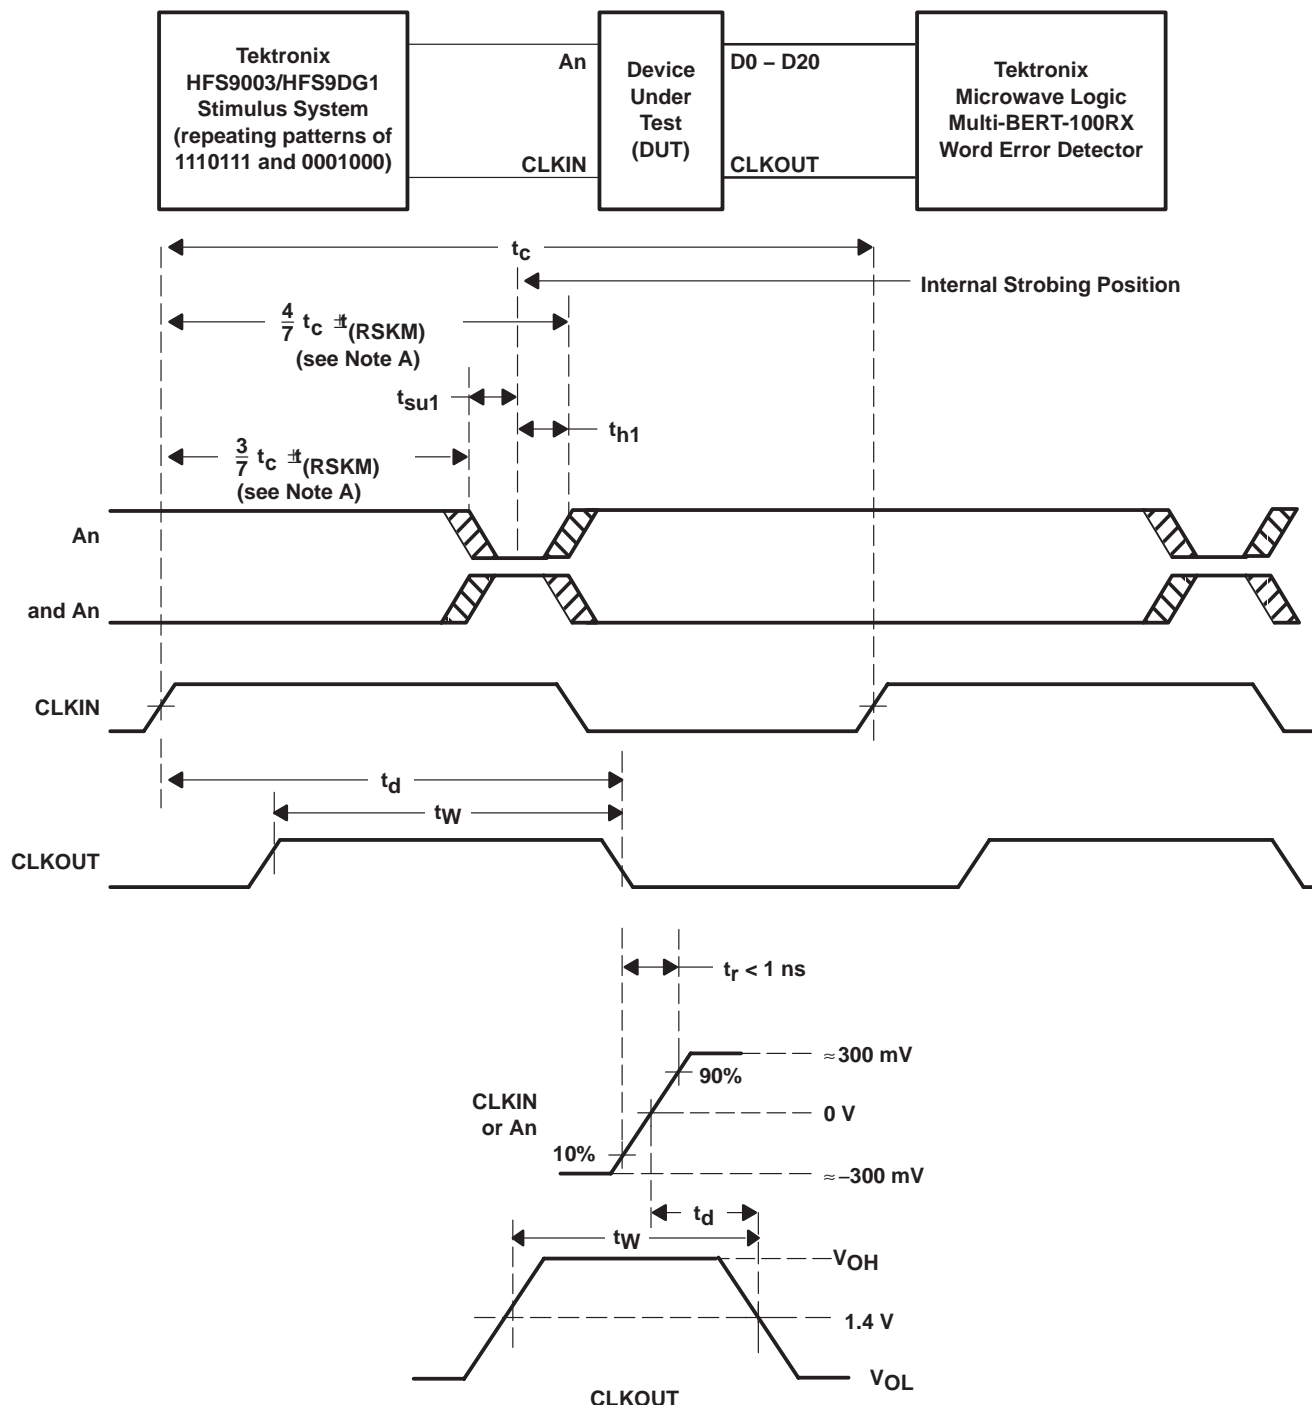 Tektronix
HFS9003/HFS9DG1
Stimulus System
(repeating patterns of
1110111 and 0001000)
An
CLKIN
Device
Under
Test
(DUT)
D0 – D20
CLKOUT
Tektronix
Microwave Logic
Multi-BERT-100RX
Word Error Detector
tc
Internal Strobing Position
4/7 tc ±t(RSKM)
(see Note A)
tsu1
th1
3/7 tc ±t(RSKM)
(see Note A)
An
and An
CLKIN
td
tW
CLKOUT
tr < 1 ns
≈300 mV
90%
CLKIN
or An
0 V
10%
≈–300 mV
td
tW
VOH
1.4 V
VOL
CLKOUT